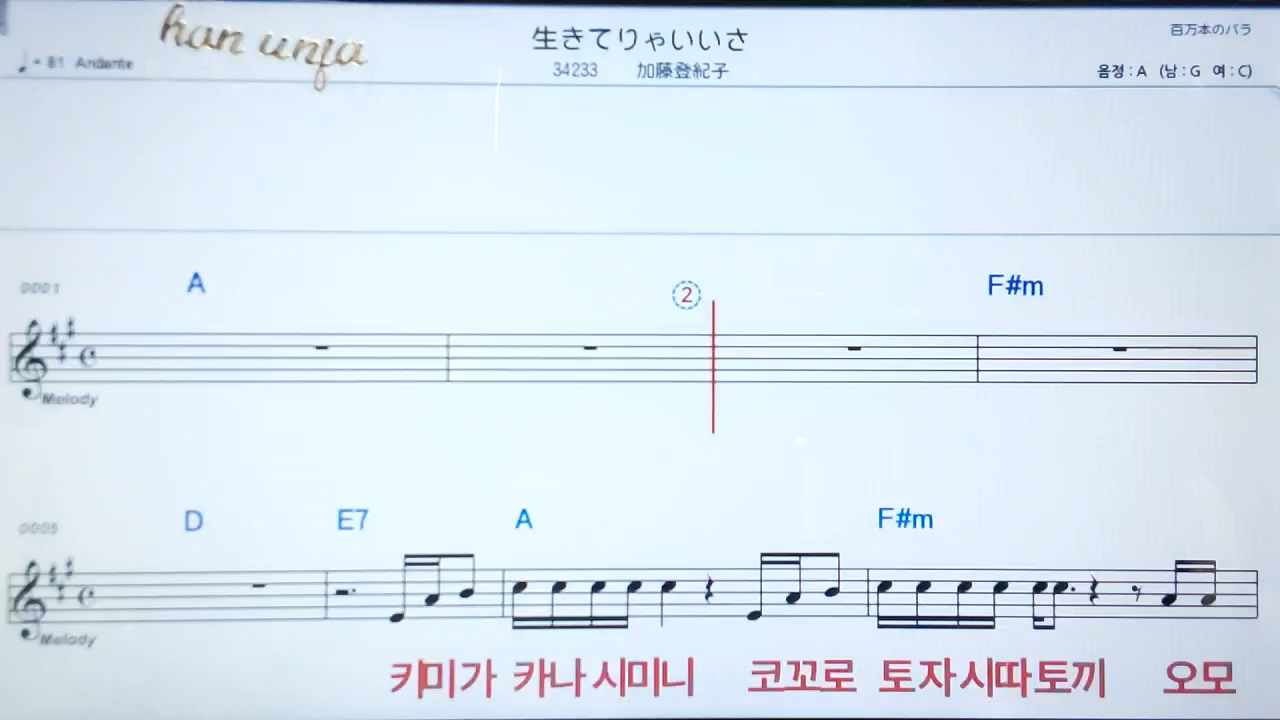 han unja
生きてりゃいいさ
百万本のバラ
♩= 81 Andante
34233 加藤登紀子
음정 : A (남 : G 여 : C)
② 
0001 A F#m
Melody
0005 D E7 A F#m
Melody
키미가 카나시미니 코꼬로 토자시따토끼 오모